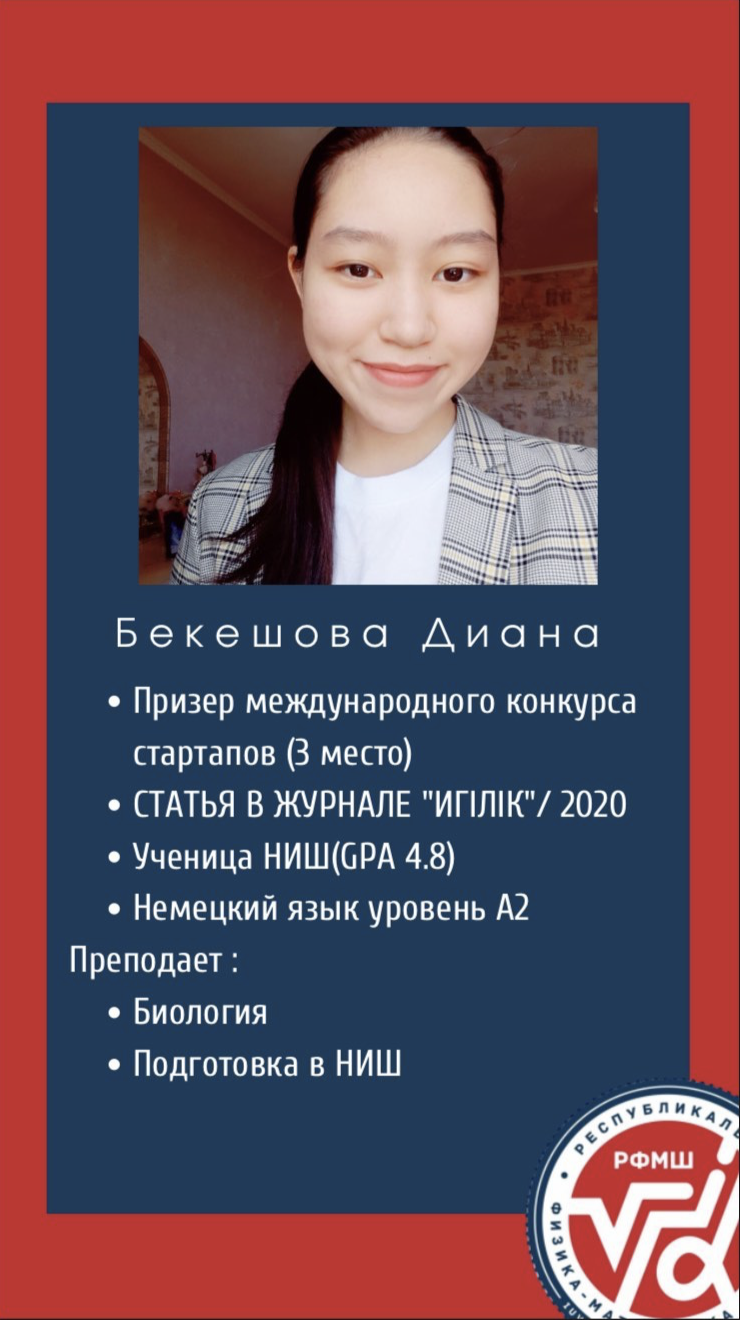 Бекешова Диана
• Призер международного конкурса
стартапов (3 место)
• СТАТЬЯ В ЖУРНАЛЕ "ИГІЛІК"/ 2020
• Ученица НИШ(GPA 4.8)
• Немецкий язык уровень А2
Преподает :
• Биология
• Подготовка в НИШ
РЕСПУБЛИКАЛ
РФМШ
ФИЗИКА-МА